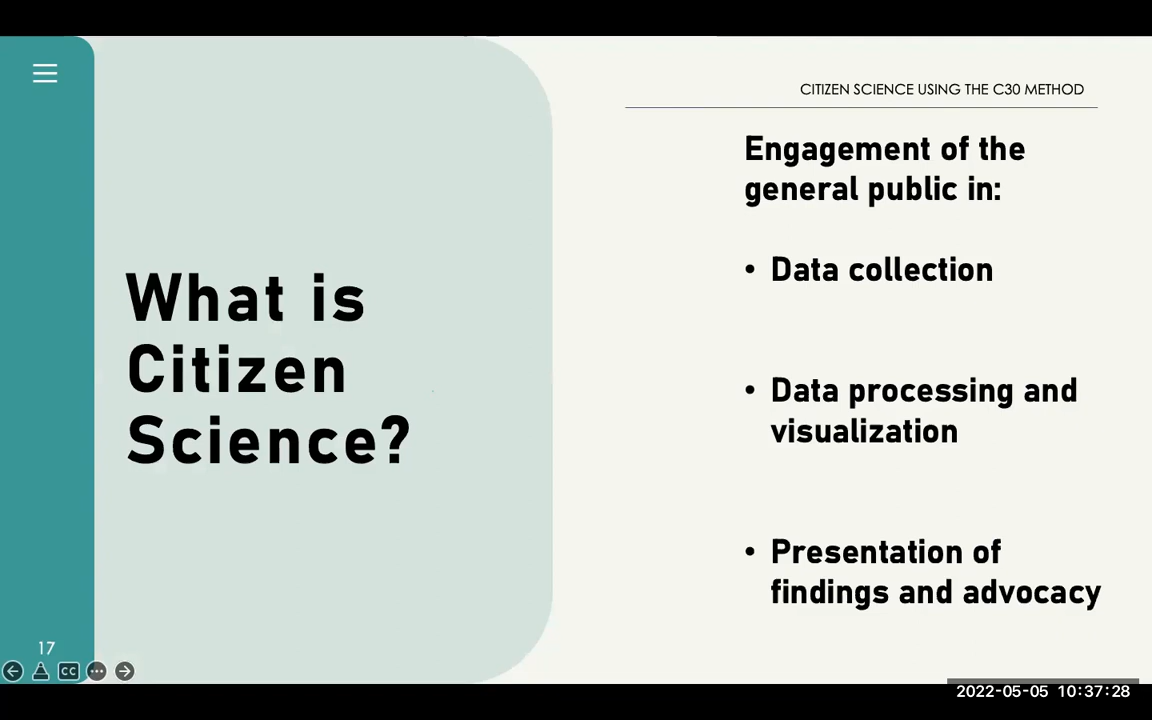 CITIZEN SCIENCE USING THE C30 METHOD
What is
Citizen
Science?
Engagement of the
general public in:
• Data collection
• Data processing and
visualization
• Presentation of
findings and advocacy
17
CC
2022-05-05 10:37:28